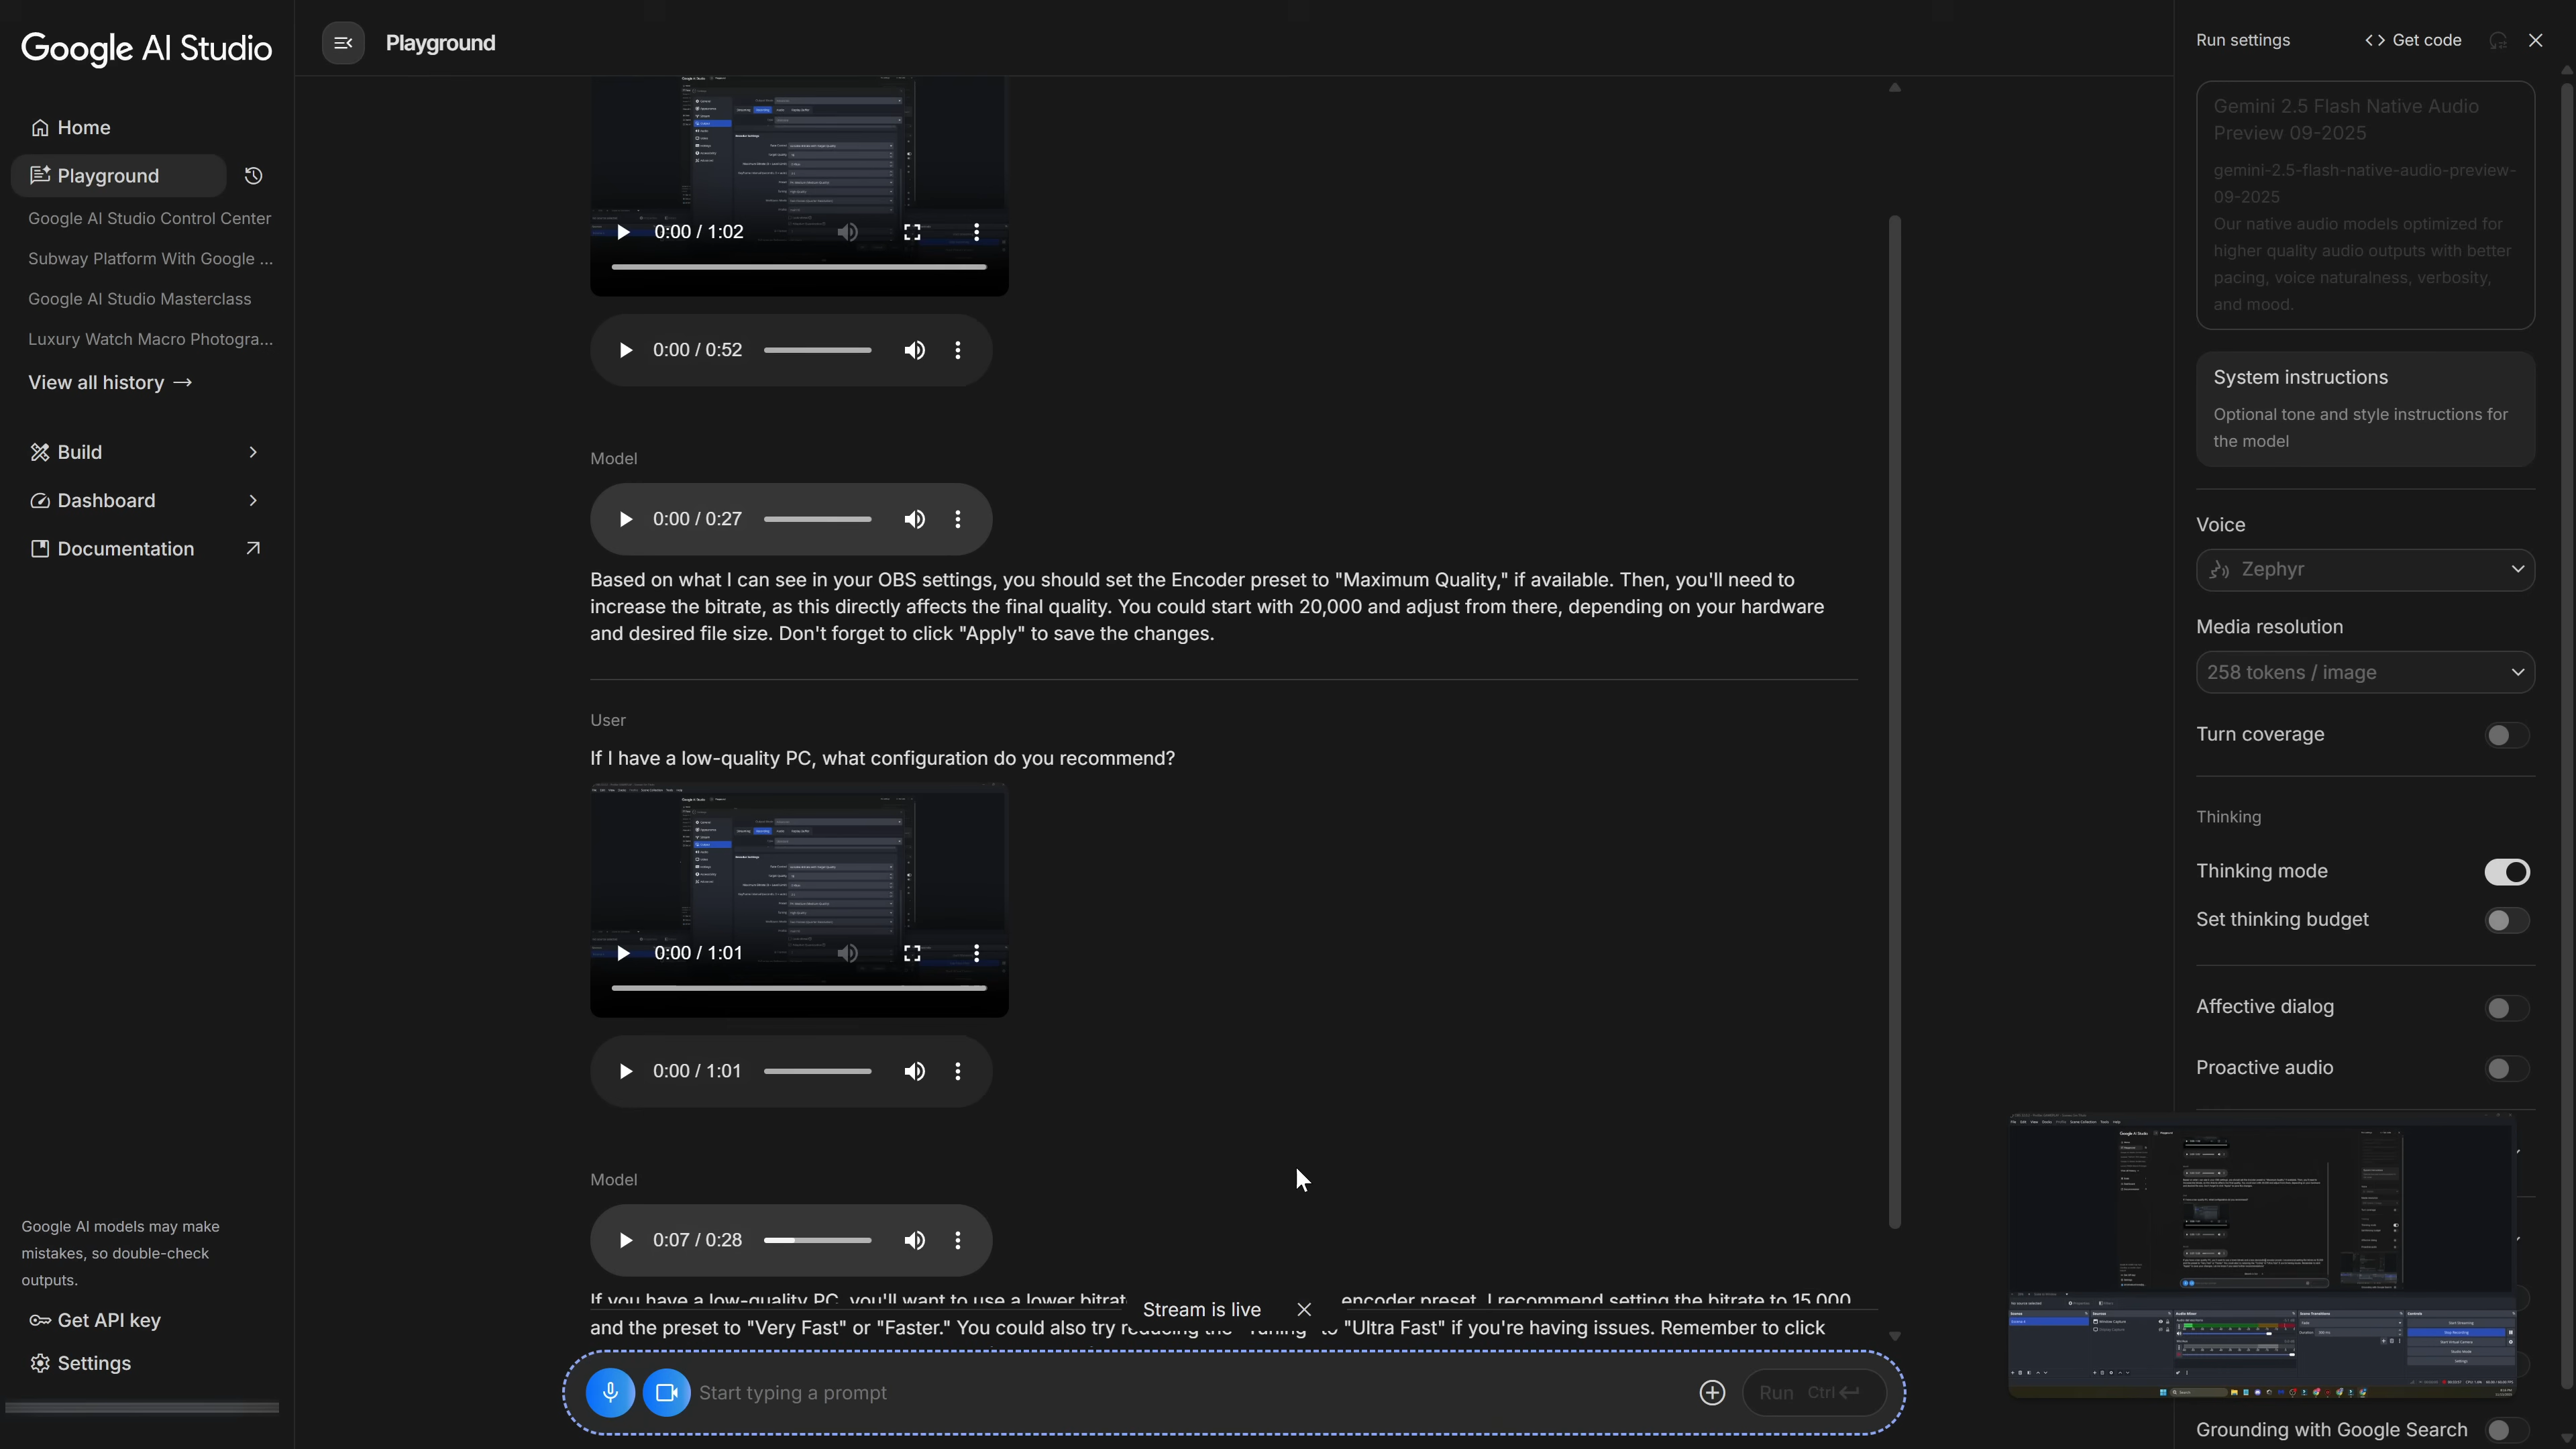 Google AI Studio
Home
Playground
Google AI Studio Control Center
Subway Platform With Google ...
Google AI Studio Masterclass
Luxury Watch Macro Photogra...
View all history →
Build
Dashboard
Documentation
Google AI models may make
mistakes, so double-check
outputs.
Get API key
Settings
Playground
0:00 / 1:02
0:00 / 0:52
Model
0:00 / 0:27
Based on what I can see in your OBS settings, you should set the Encoder preset to "Maximum Quality," if available. Then, you'll need to
increase the bitrate, as this directly affects the final quality. You could start with 20,000 and adjust from there, depending on your hardware
and desired file size. Don't forget to click "Apply" to save the changes.
User
If I have a low-quality PC, what configuration do you recommend?
0:00 / 1:01
0:00 / 1:01
Model
0:07 / 0:28
If you have a low-quality PC, you'll want to use a lower bitrat encoder preset. I recommend setting the bitrate to 15,000
Stream is live
and the preset to "Very Fast" or "Faster." You could also try reducing the "Tuning" to "Ultra Fast" if you're having issues. Remember to click
Start typing a prompt
Run Ctrl
Run settings
<> Get code
Gemini 2.5 Flash Native Audio
Preview 09-2025
gemini-2.5-flash-native-audio-preview-
09-2025
Our native audio models optimized for
higher quality audio outputs with better
pacing, voice naturalness, verbosity,
and mood.
System instructions
Optional tone and style instructions for
the model
Voice
Zephyr
Media resolution
258 tokens / image
Turn coverage
Thinking
Thinking mode
Set thinking budget
Affective dialog
Proactive audio
Grounding with Google Search